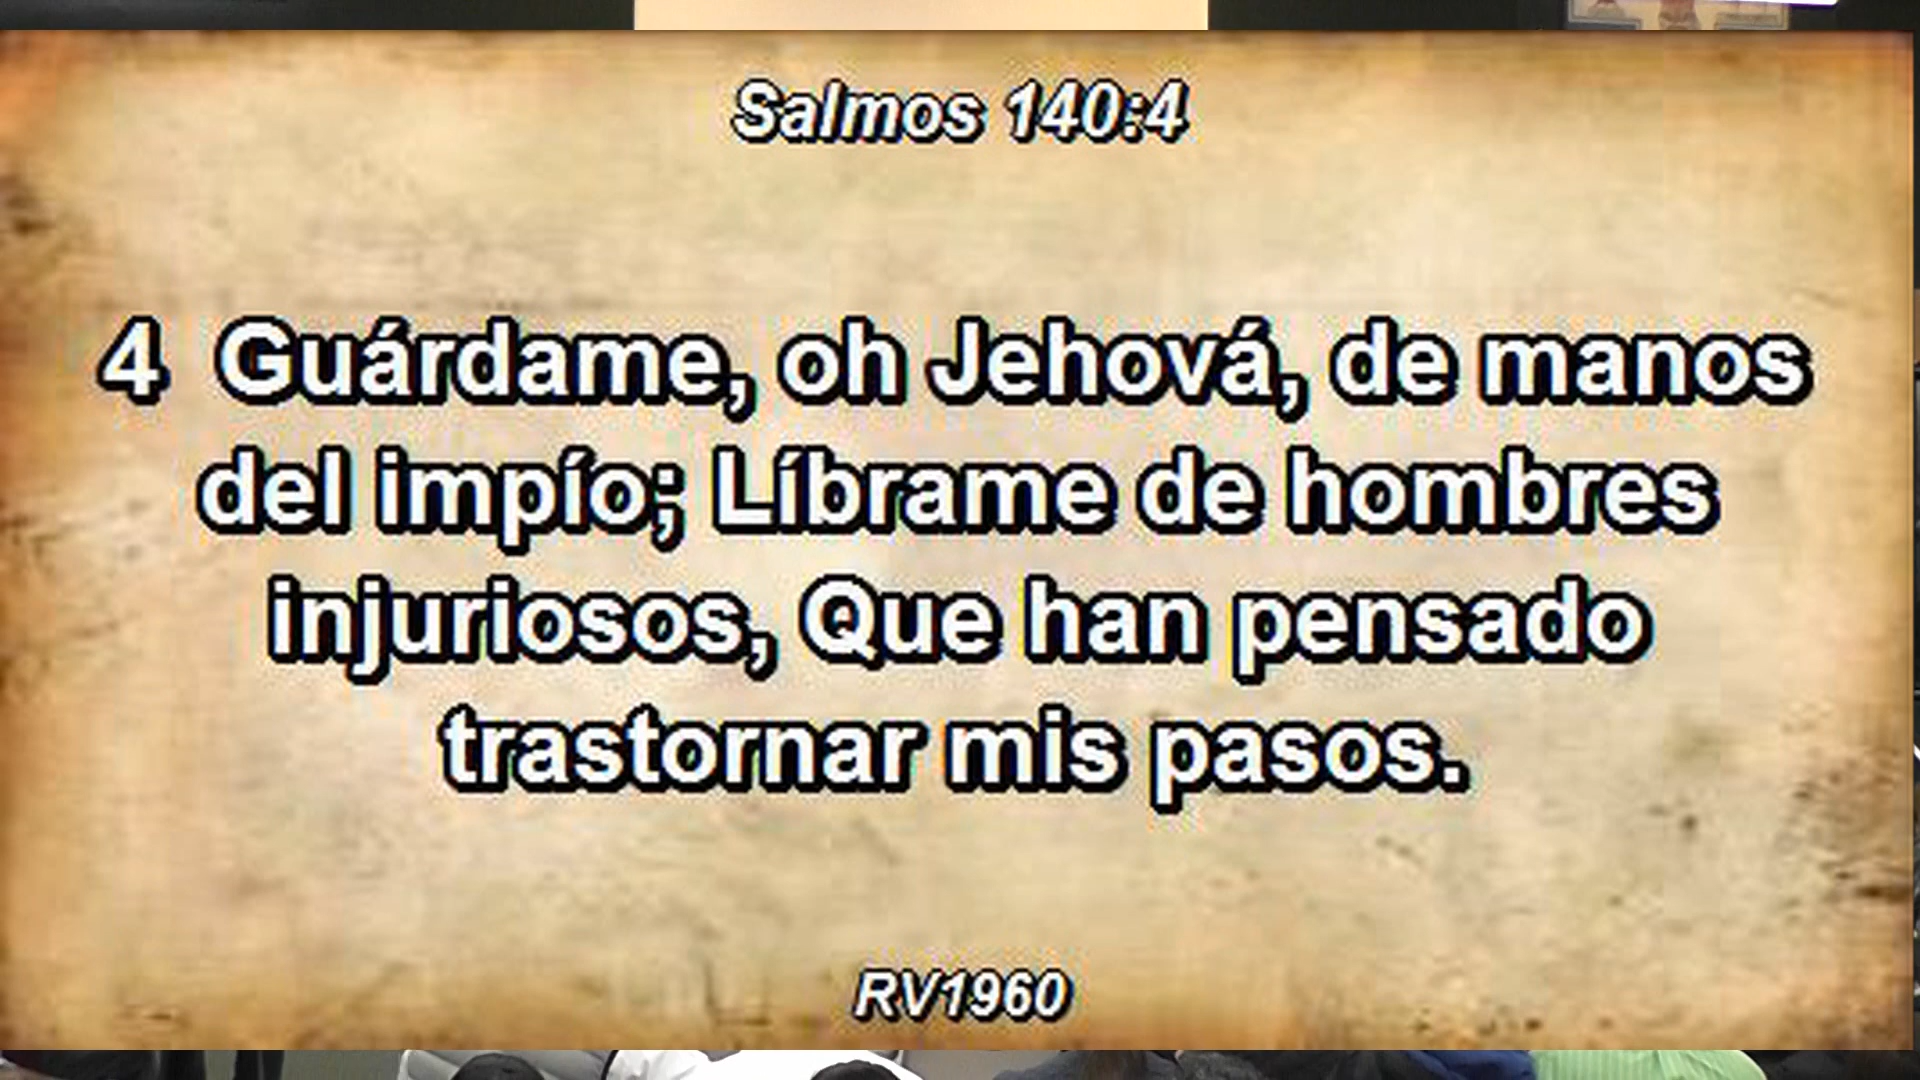 Salmos 140:4
4 Guárdame, oh Jehová, de manos
del impío; Líbrame de hombres
injuriosos, Que han pensado
trastornar mis pasos.
RV1960